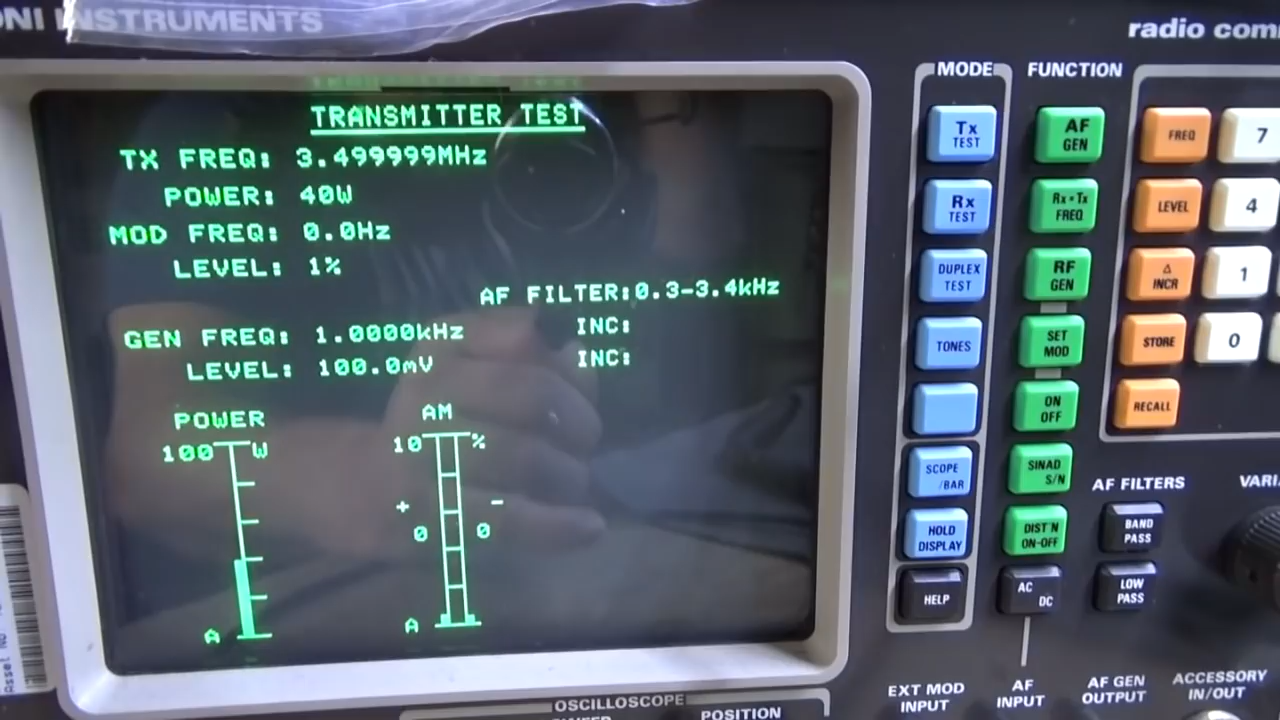 INSTRUMENTS
radio
TRANSMITTER TEST
TX FREQ: 3.499999MHz
POWER: 40W
MOD FREQ: 0.0Hz
LEVEL: 1%
AF FILTER:0.3-3.4kHz
GEN FREQ: 1.0000kHz INC:
LEVEL: 100.0mV INC:
POWER AM
100 W 10 %
+ -
0 0
A A
MODE FUNCTION
Tx TEST AF GEN FREQ 7
Rx TEST Rx•Tx FREQ LEVEL 4
DUPLEX TEST RF GEN Δ INCR 1
TONES SET MOD STORE 0
ON OFF RECALL
SCOPE /BAR SINAD S/N
HOLD DISPLAY DIST'N ON-OFF
HELP AC DC
AF FILTERS
BAND PASS
LOW PASS
EXT MOD INPUT
AF INPUT
AF GEN OUTPUT
ACCESSORY IN/OUT
OSCILLOSCOPE
POSITION
Asset No